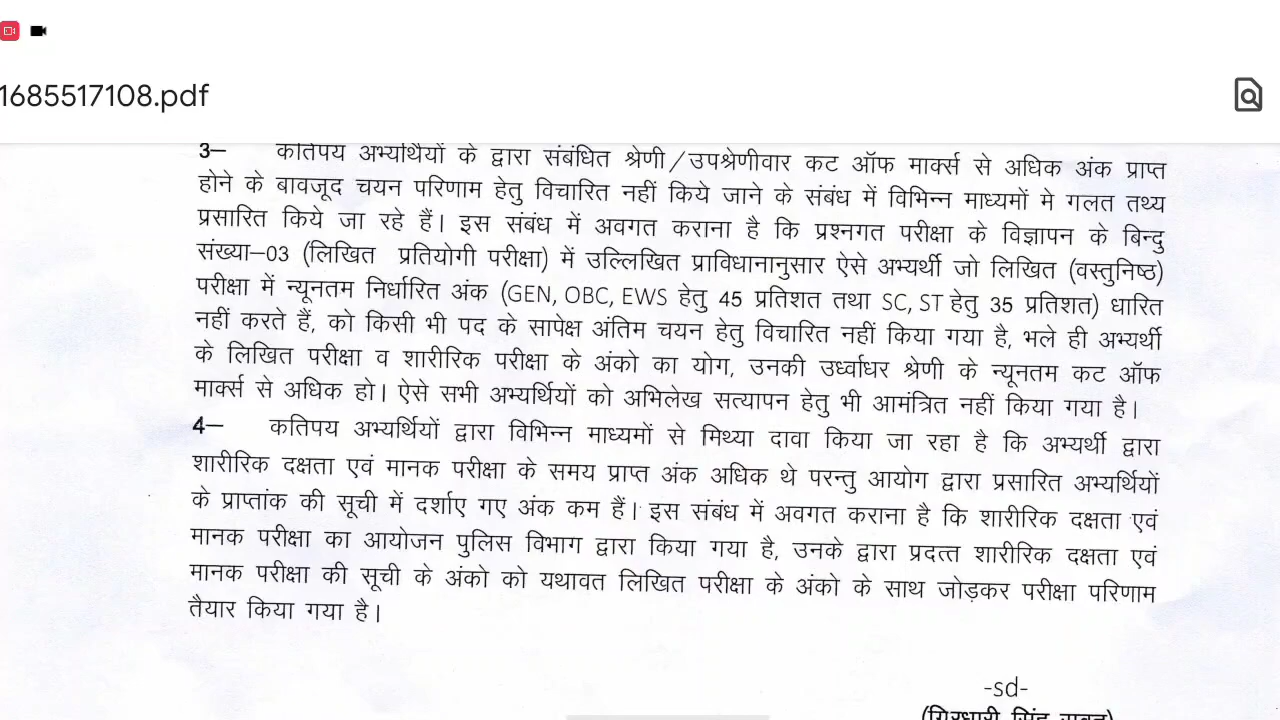 1685517108.pdf
3— कतिपय अभ्यर्थियों के द्वारा संबंधित श्रेणी/उपश्रेणीवार कट ऑफ मार्क्स से अधिक अंक प्राप्त
होने के बावजूद चयन परिणाम हेतु विचारित नहीं किये जाने के संबंध में विभिन्न माध्यमों मे गलत तथ्य
प्रसारित किये जा रहे हैं। इस संबंध में अवगत कराना है कि प्रश्नगत परीक्षा के विज्ञापन के बिन्दु
संख्या—03 (लिखित प्रतियोगी परीक्षा) में उल्लिखित प्राविधानानुसार ऐसे अभ्यर्थी जो लिखित (वस्तुनिष्ठ)
परीक्षा में न्यूनतम निर्धारित अंक (GEN, OBC, EWS हेतु 45 प्रतिशत तथा SC, ST हेतु 35 प्रतिशत) धारित
नहीं करते हैं, को किसी भी पद के सापेक्ष अंतिम चयन हेतु विचारित नहीं किया गया है, भले ही अभ्यर्थी
के लिखित परीक्षा व शारीरिक परीक्षा के अंको का योग, उनकी उर्ध्वाधर श्रेणी के न्यूनतम कट ऑफ
मार्क्स से अधिक हो। ऐसे सभी अभ्यर्थियों को अभिलेख सत्यापन हेतु भी आमंत्रित नहीं किया गया है।
4— कतिपय अभ्यर्थियों द्वारा विभिन्न माध्यमों से मिथ्या दावा किया जा रहा है कि अभ्यर्थी द्वारा
शारीरिक दक्षता एवं मानक परीक्षा के समय प्राप्त अंक अधिक थे परन्तु आयोग द्वारा प्रसारित अभ्यर्थियों
के प्राप्तांक की सूची में दर्शाए गए अंक कम हैं। इस संबंध में अवगत कराना है कि शारीरिक दक्षता एवं
मानक परीक्षा का आयोजन पुलिस विभाग द्वारा किया गया है, उनके द्वारा प्रदत्त शारीरिक दक्षता एवं
मानक परीक्षा की सूची के अंको को यथावत लिखित परीक्षा के अंको के साथ जोड़कर परीक्षा परिणाम
तैयार किया गया है।
-sd-
(गिरधारी सिंह रावत)